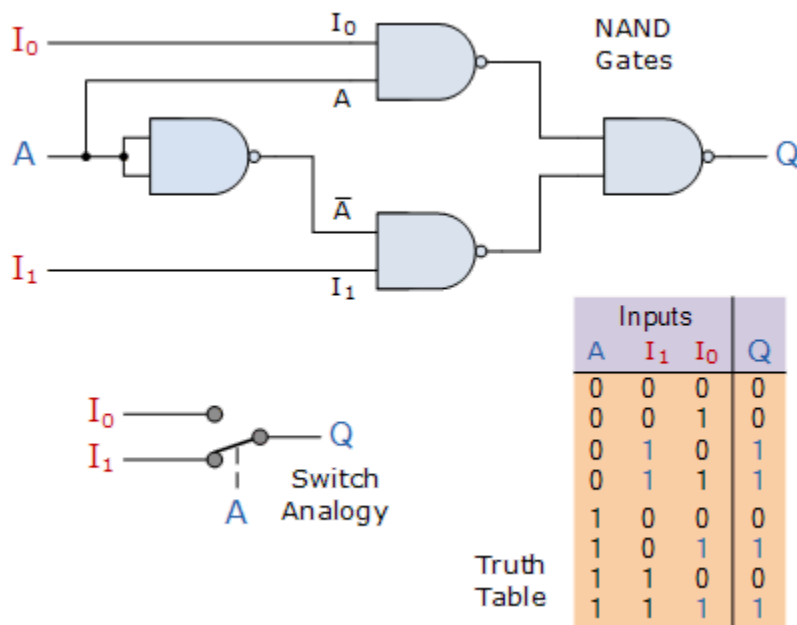 I₀ I₀ NAND
Gates
A
A Q
A̅
I₁ I₁
Inputs
A I₁ I₀ Q
0 0 0 0
0 0 1 0
0 1 0 1
0 1 1 1
1 0 0 0
1 0 1 1
1 1 0 0
1 1 1 1
I₀
I₁ Q
Switch
Analogy
A
Truth
Table